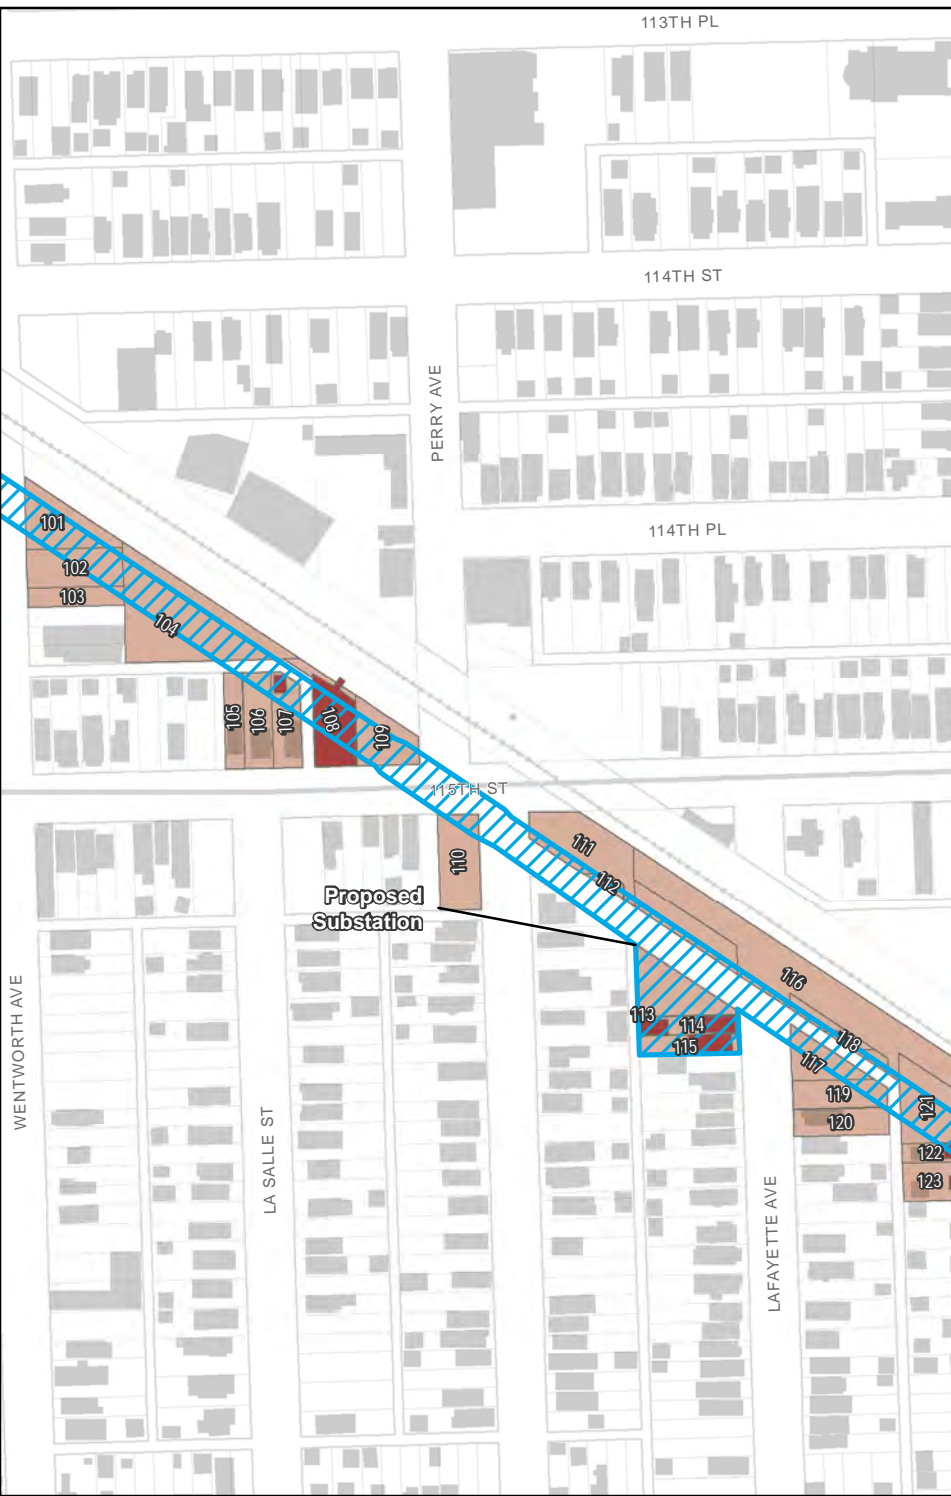 113TH PL
114TH ST
PERRY AVE
114TH PL
101
102
103
104
105
106
107
108
109
115TH ST
110
111
112
Proposed
Substation
113
114
115
116
117
118
119
120
121
122
123
WENTWORTH AVE
LA SALLE ST
LAFAYETTE AVE